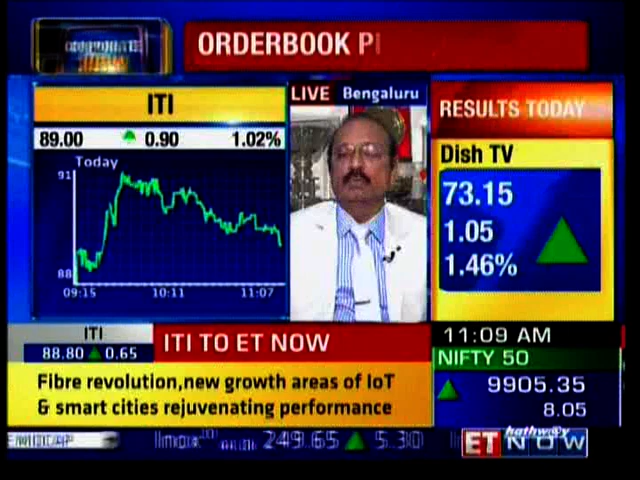 ORDERBOOK
ITI
89.00 0.90 1.02%
Today
91
88
09:15 10:11 11:07
LIVE Bengaluru
RESULTS TODAY
Dish TV
73.15
1.05
1.46%
ITI
88.80 0.65
ITI TO ET NOW
Fibre revolution,new growth areas of IoT
& smart cities rejuvenating performance
11:09 AM
NIFTY 50
9905.35
8.05
249.65 5.30
hathway
ET NOW